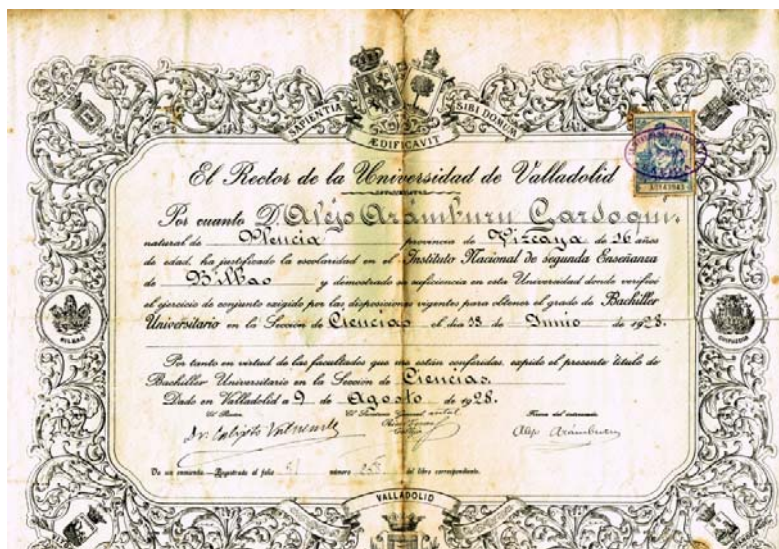 SAPIENTIA SIBI DOMUM
ÆDIFICAVIT
El Rector de la Universidad de Valladolid
Por cuanto D. Alejo Arámburu Gardoqui,
natural de Plencia provincia de Vizcaya de 16 años
de edad, ha justificado la escolaridad en el Instituto Nacional de segunda Enseñanza
de Bilbao y demostrado su suficiencia en esta Universidad donde verificó
el ejercicio de conjunto exigido por las disposiciones vigentes para obtener el grado de Bachiller
Universitario en la Sección de Ciencias el día 18 de Junio de 1928.
Por tanto en virtud de las facultades que me están conferidas, expido el presente título de
Bachiller Universitario en la Sección de Ciencias.
Dado en Valladolid a 9 de Agosto de 1928.
El Rector El Secretario General Firma del interesado
Dr. Calixto Alej. Arámburu
Registrado al folio número del libro correspondiente.
BILBAO
GUIPUZCOA
VALLADOLID